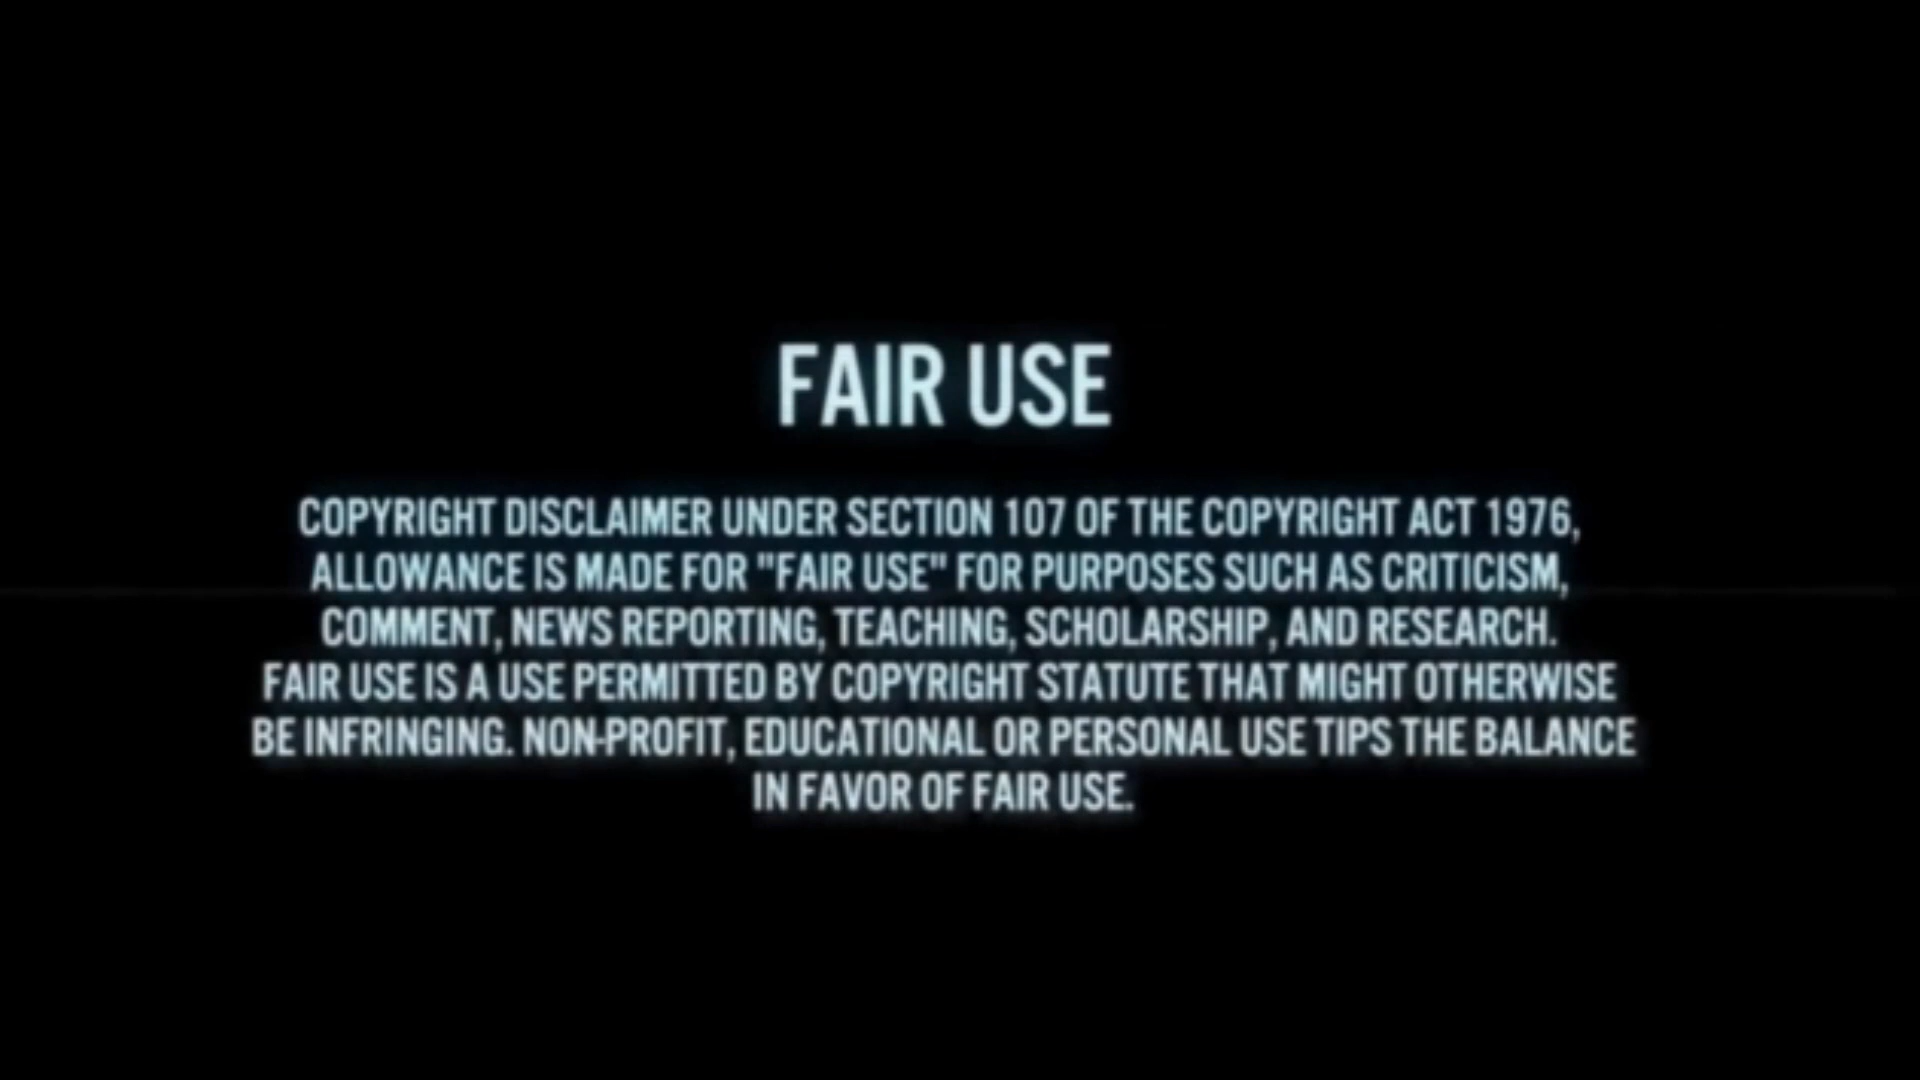 FAIR USE
COPYRIGHT DISCLAIMER UNDER SECTION 107 OF THE COPYRIGHT ACT 1976,
ALLOWANCE IS MADE FOR "FAIR USE" FOR PURPOSES SUCH AS CRITICISM,
COMMENT, NEWS REPORTING, TEACHING, SCHOLARSHIP, AND RESEARCH.
FAIR USE IS A USE PERMITTED BY COPYRIGHT STATUTE THAT MIGHT OTHERWISE
BE INFRINGING. NON-PROFIT, EDUCATIONAL OR PERSONAL USE TIPS THE BALANCE
IN FAVOR OF FAIR USE.